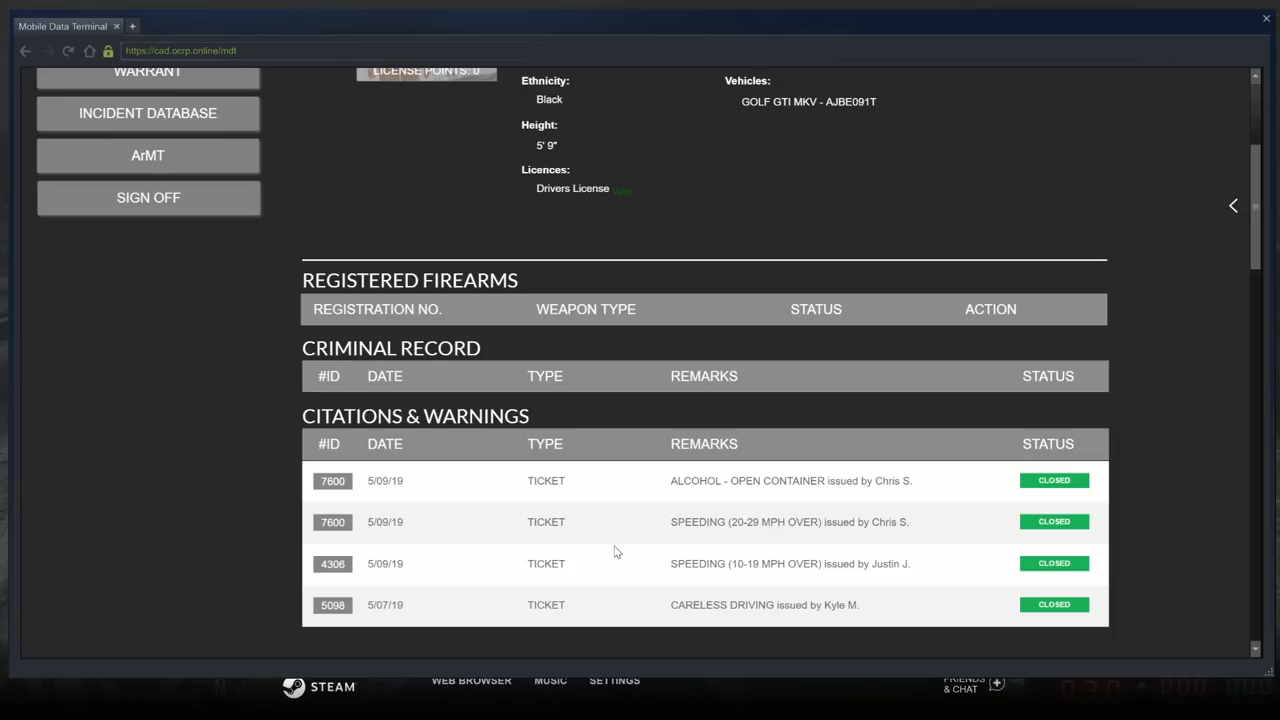 Mobile Data Terminal
https://cad.ocrp.online/mdt
WARRANT
INCIDENT DATABASE
ArMT
SIGN OFF
LICENSE POINTS: 0
Ethnicity:
Black
Height:
5' 9"
Licences:
Drivers License Valid
Vehicles:
GOLF GTI MKV - AJBE091T
REGISTERED FIREARMS
REGISTRATION NO. WEAPON TYPE STATUS ACTION
CRIMINAL RECORD
#ID DATE TYPE REMARKS STATUS
CITATIONS & WARNINGS
#ID DATE TYPE REMARKS STATUS
7600 5/09/19 TICKET ALCOHOL - OPEN CONTAINER issued by Chris S. CLOSED
7600 5/09/19 TICKET SPEEDING (20-29 MPH OVER) issued by Chris S. CLOSED
4306 5/09/19 TICKET SPEEDING (10-19 MPH OVER) issued by Justin J. CLOSED
5098 5/07/19 TICKET CARELESS DRIVING issued by Kyle M. CLOSED
STEAM WEB BROWSER MUSIC SETTINGS FRIENDS
& CHAT